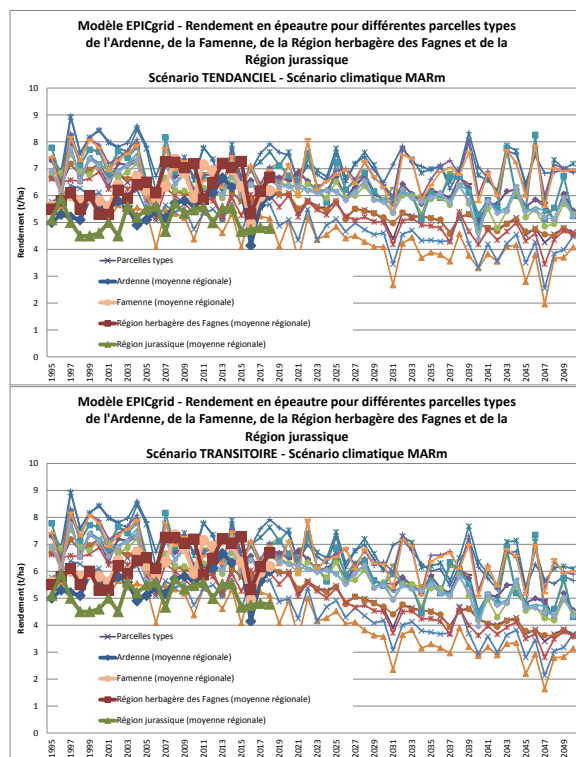 Modèle EPICgrid - Rendement en épeautre pour différentes parcelles types
de l'Ardenne, de la Famenne, de la Région herbagère des Fagnes et de la
Région jurassique
Scénario TENDANCIEL - Scénario climatique MARm
Rendement (t/ha)
10
9
8
7
6
5
4
3
2
1
0
Parcelles types
Ardenne (moyenne régionale)
Famenne (moyenne régionale)
Région herbagère des Fagnes (moyenne régionale)
Région jurassique (moyenne régionale)
1995 1997 1999 2001 2003 2005 2007 2009 2011 2013 2015 2017 2019 2021 2023 2025 2027 2029 2031 2033 2035 2037 2039 2041 2043 2045 2047 2049
Modèle EPICgrid - Rendement en épeautre pour différentes parcelles types
de l'Ardenne, de la Famenne, de la Région herbagère des Fagnes et de la
Région jurassique
Scénario TRANSITOIRE - Scénario climatique MARm
Rendement (t/ha)
10
9
8
7
6
5
4
3
2
1
0
Parcelles types
Ardenne (moyenne régionale)
Famenne (moyenne régionale)
Région herbagère des Fagnes (moyenne régionale)
Région jurassique (moyenne régionale)
1995 1997 1999 2001 2003 2005 2007 2009 2011 2013 2015 2017 2019 2021 2023 2025 2027 2029 2031 2033 2035 2037 2039 2041 2043 2045 2047 2049